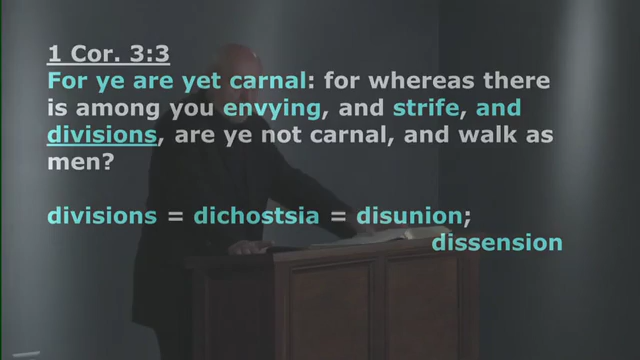 1 Cor. 3:3
For ye are yet carnal: for whereas there
is among you envying, and strife, and
divisions, are ye not carnal, and walk as
men?
divisions = dichostsia = disunion;
dissension